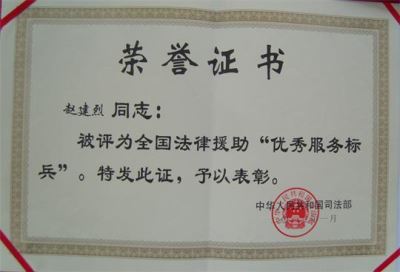 荣誉证书
赵建烈 同志：
被评为全国法律援助“优秀服务标
兵”。特发此证，予以表彰。
中华人民共和国司法部
一月